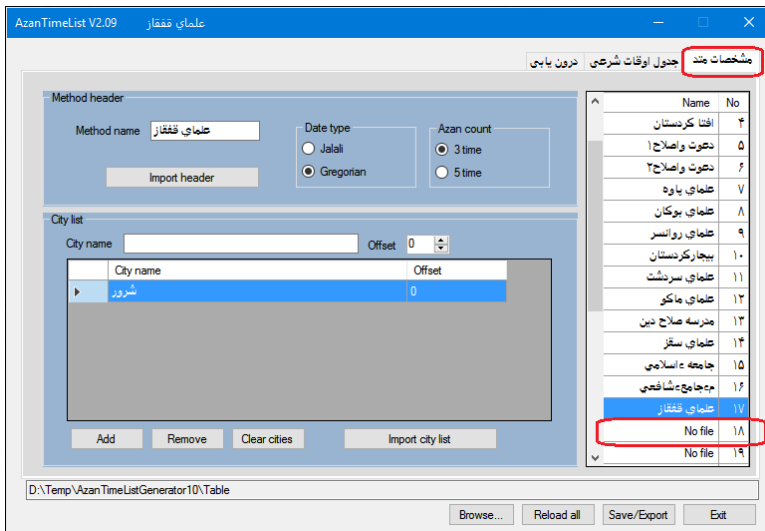 AzanTimeList V2.09 علماي قفقاز
مشخصات متد جدول اوقات شرعی درون یابی
Method header
Method name علماي قفقاز
Import header
Date type
Jalali
Gregorian
Azan count
3 time
5 time
City list
City name Offset 0
City name Offset
شرور 0
Add Remove Clear cities Import city list
Name No
افتا کردستان ۴
دعوت واصلاح۱ ۵
دعوت واصلاح۲ ۶
علماي پاوه ۷
علماي بوکان ۸
علماي روانسر ۹
بیجارکردستان ۱۰
علماي سردشت ۱۱
علماي ماکو ۱۲
مدرسه صلاح دین ۱۳
علماي سقز ۱۴
جامعه ءاسلامی ۱۵
مءجامعءشافعی ۱۶
علماي قفقاز ۱۷
No file ۱۸
No file ۱۹
D:\Temp\AzanTimeListGenerator10\Table
Browse... Reload all Save/Export Exit